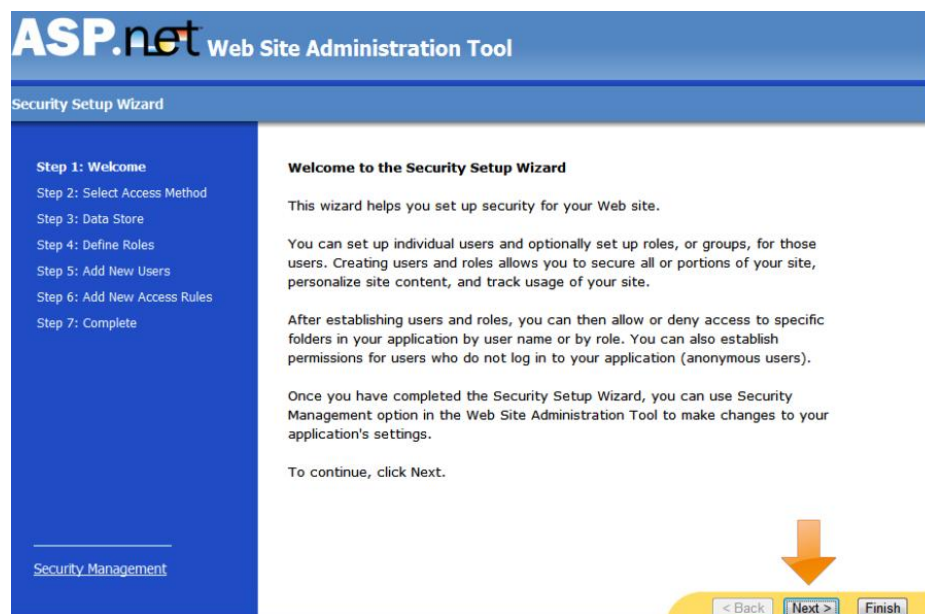 ASP.net Web Site Administration Tool
Security Setup Wizard
Step 1: Welcome
Step 2: Select Access Method
Step 3: Data Store
Step 4: Define Roles
Step 5: Add New Users
Step 6: Add New Access Rules
Step 7: Complete
Security Management
Welcome to the Security Setup Wizard
This wizard helps you set up security for your Web site.
You can set up individual users and optionally set up roles, or groups, for those
users. Creating users and roles allows you to secure all or portions of your site,
personalize site content, and track usage of your site.
After establishing users and roles, you can then allow or deny access to specific
folders in your application by user name or by role. You can also establish
permissions for users who do not log in to your application (anonymous users).
Once you have completed the Security Setup Wizard, you can use Security
Management option in the Web Site Administration Tool to make changes to your
application's settings.
To continue, click Next.
< Back Next > Finish